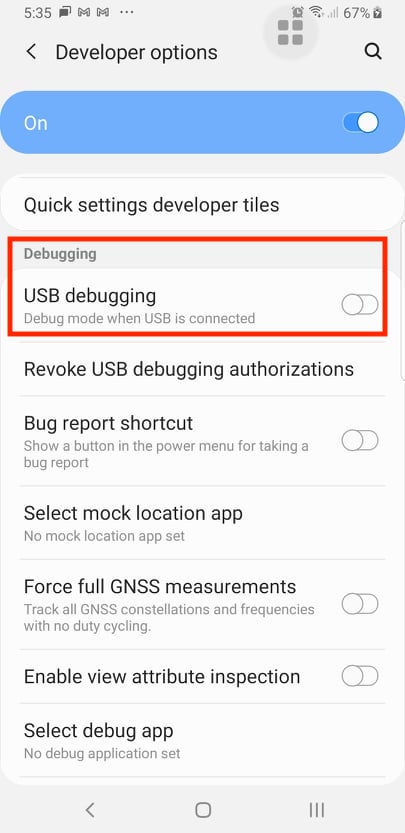 5:35
67%
Developer options
On
Quick settings developer tiles
Debugging
USB debugging
Debug mode when USB is connected
Revoke USB debugging authorizations
Bug report shortcut
Show a button in the power menu for taking a
bug report
Select mock location app
No mock location app set
Force full GNSS measurements
Track all GNSS constellations and frequencies
with no duty cycling.
Enable view attribute inspection
Select debug app
No debug application set